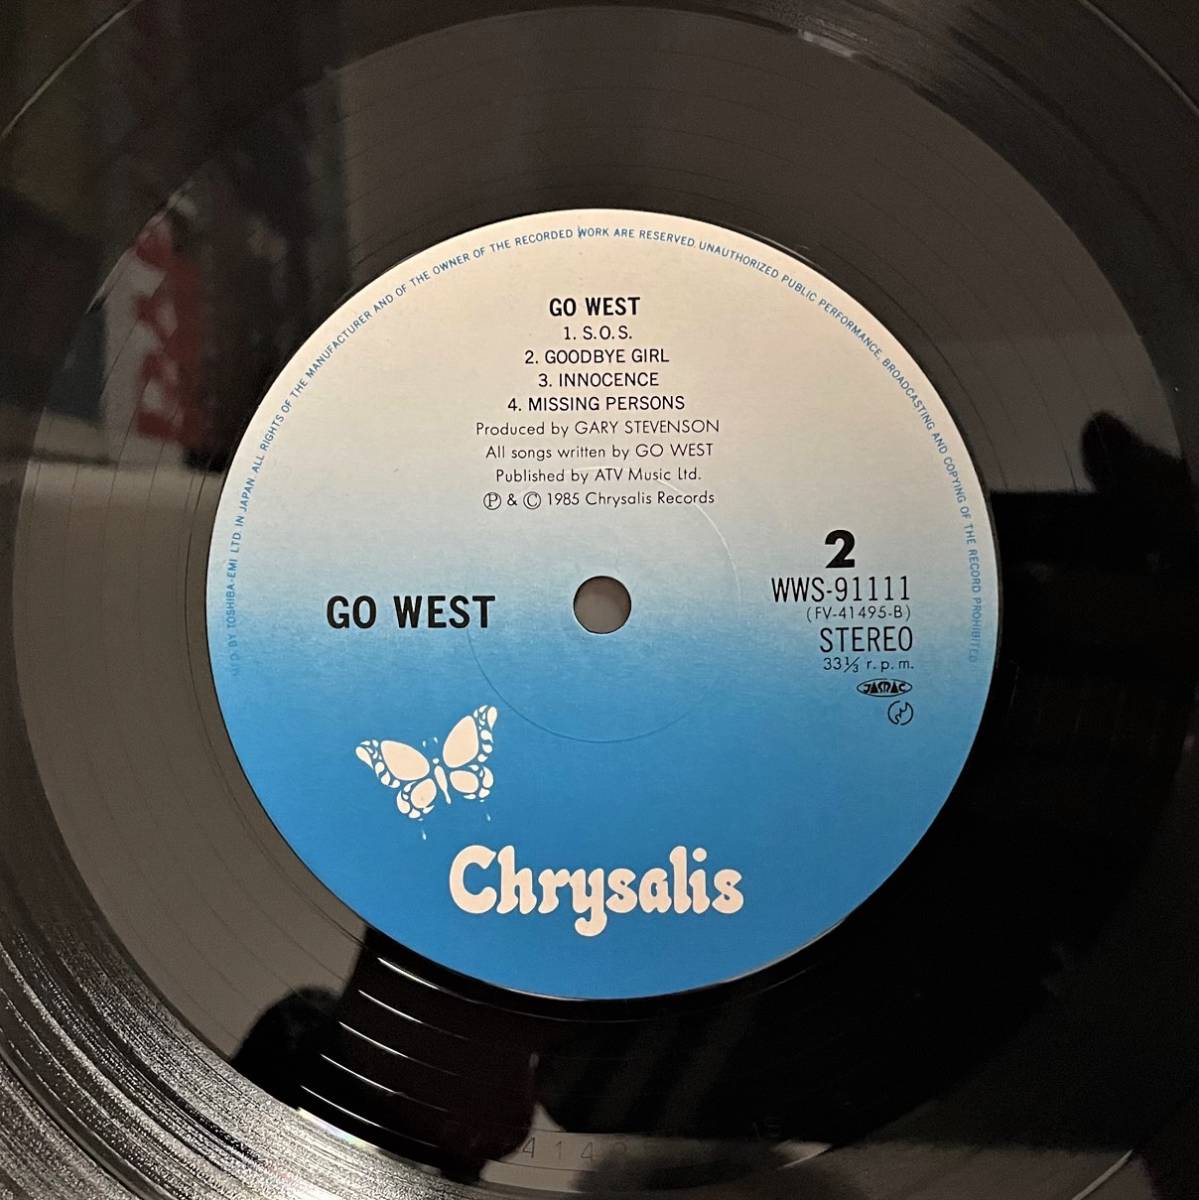 MFD. BY TOSHIBA-EMI LTD. IN JAPAN. ALL RIGHTS OF THE MANUFACTURER AND OF THE OWNER OF THE RECORDED WORK ARE RESERVED. UNAUTHORIZED PUBLIC PERFORMANCE, BROADCASTING AND COPYING OF THE RECORD PROHIBITED
GO WEST
1. S.O.S.
2. GOODBYE GIRL
3. INNOCENCE
4. MISSING PERSONS
Produced by GARY STEVENSON
All songs written by GO WEST
Published by ATV Music Ltd.
Ⓟ & © 1985 Chrysalis Records
GO WEST
2
WWS-91111
(FV-41495-B)
STEREO
33⅓ r.p.m.
JASRAC
Chrysalis